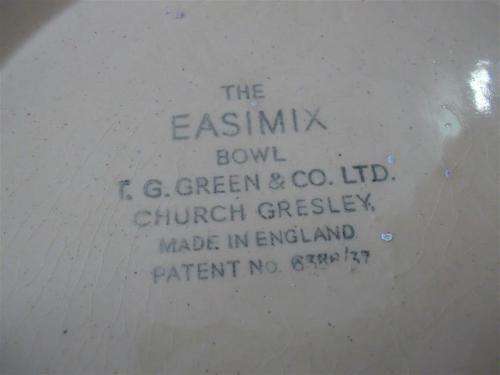 THE
EASIMIX
BOWL
T. G. GREEN & CO. LTD.
CHURCH GRESLEY,
MADE IN ENGLAND
PATENT NO.